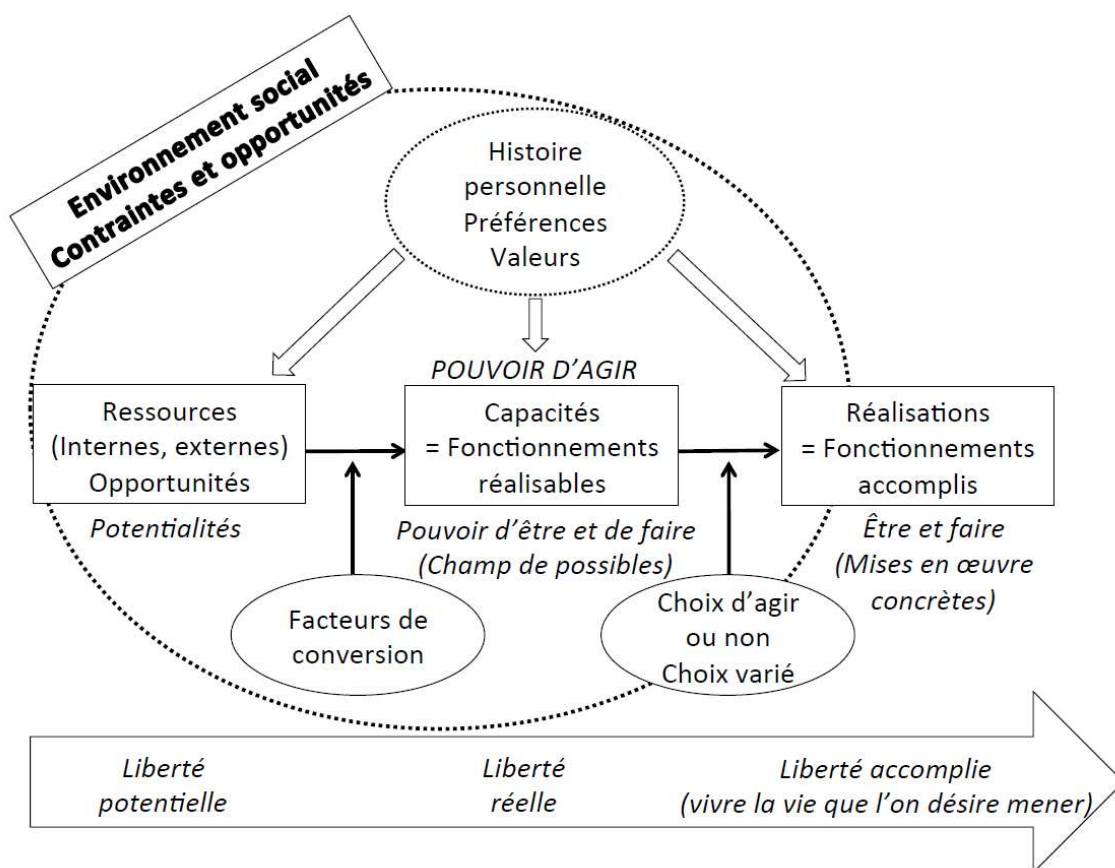 Environnement social
Contraintes et opportunités
Histoire
personnelle
Préférences
Valeurs
POUVOIR D'AGIR
Ressources
(Internes, externes)
Opportunités
Potentialités
Capacités
= Fonctionnements
réalisables
Pouvoir d'être et de faire
(Champ de possibles)
Réalisations
= Fonctionnements
accomplis
Être et faire
(Mises en œuvre
concrètes)
Facteurs de
conversion
Choix d'agir
ou non
Choix varié
Liberté
potentielle
Liberté
réelle
Liberté accomplie
(vivre la vie que l'on désire mener)